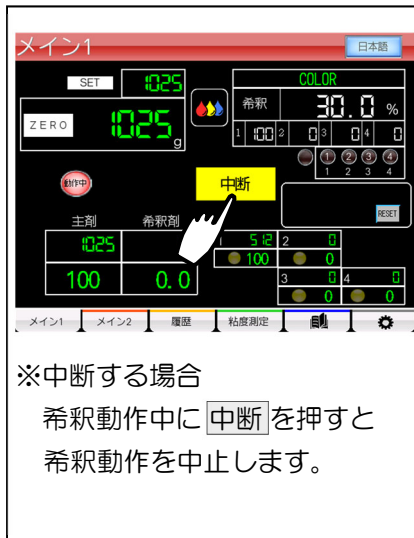 メイン1
日本語
SET 1025
COLOR
ZERO 1025 g
希釈 30.0 %
1 100 2 0 3 0 4 0
1 2 3 4
1 2 3 4
動作中
中断
RESET
主剤 希釈剤
1025
100 0.0
1 512 2 0
100 0
3 0 4 0
0 0
メイン1 メイン2 履歴 粘度測定
※中断する場合
希釈動作中に 中断 を押すと
希釈動作を中止します。